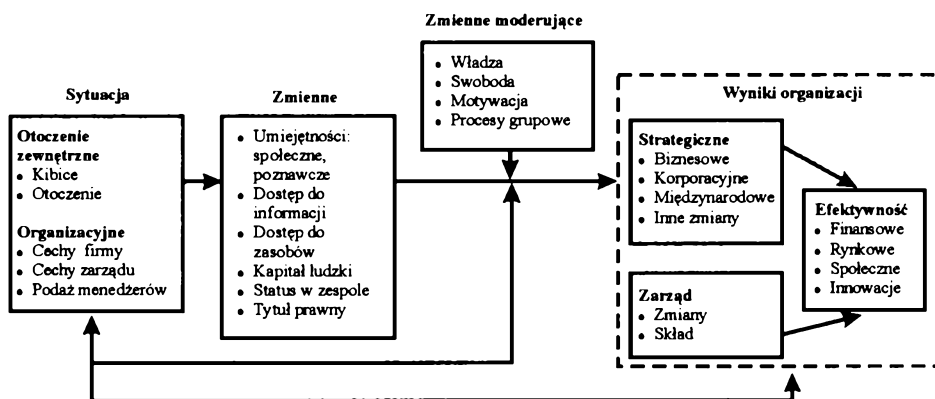 Zmienne moderujące
• Władza
• Swoboda
• Motywacja
• Procesy grupowe
Sytuacja
Otoczenie
zewnętrzne
• Kibice
• Otoczenie
Organizacyjne
• Cechy firmy
• Cechy zarządu
• Podaż menedżerów
Zmienne
• Umiejętności:
społeczne,
poznawcze
• Dostęp do
informacji
• Dostęp do
zasobów
• Kapitał ludzki
• Status w zespole
• Tytuł prawny
Wyniki organizacji
Strategiczne
• Biznesowe
• Korporacyjne
• Międzynarodowe
• Inne zmiany
Zarząd
• Zmiany
• Skład
Efektywność
• Finansowe
• Rynkowe
• Społeczne
• Innowacje